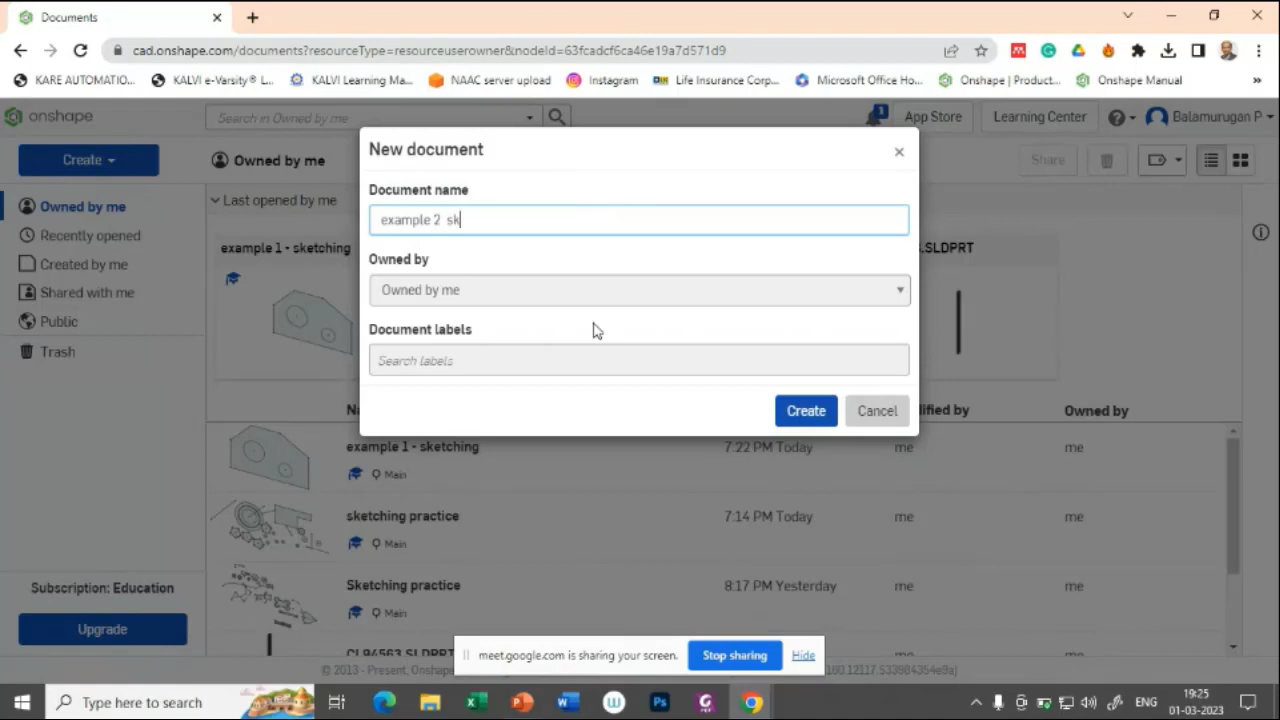 Documents
cad.onshape.com/documents?resourceType=resourceuserowner&nodeId=63fcadcf6ca46e19a7d571d9
KARE AUTOMATIO... KALVI e-Varsity® L... KALVI Learning Ma... NAAC server upload Instagram Life Insurance Corp... Microsoft Office Ho... Onshape | Product... Onshape Manual »
onshape Search in Owned by me 1 App Store Learning Center Balamurugan P
Create Owned by me Share
New document
Document name
example 2 sk
Owned by
Owned by me
Document labels
Search labels
Create Cancel
Owned by me
Recently opened
Created by me
Shared with me
Public
Trash
Last opened by me
example 1 - sketching .SLDPRT
ified by Owned by
example 1 - sketching 7:22 PM Today me me
Main
sketching practice 7:14 PM Today me me
Main
Sketching practice 8:17 PM Yesterday me me
Main
Subscription: Education
Upgrade
meet.google.com is sharing your screen. Stop sharing Hide
© 2013 - Present, Onshape
Type here to search
ENG
19:25
01-03-2023